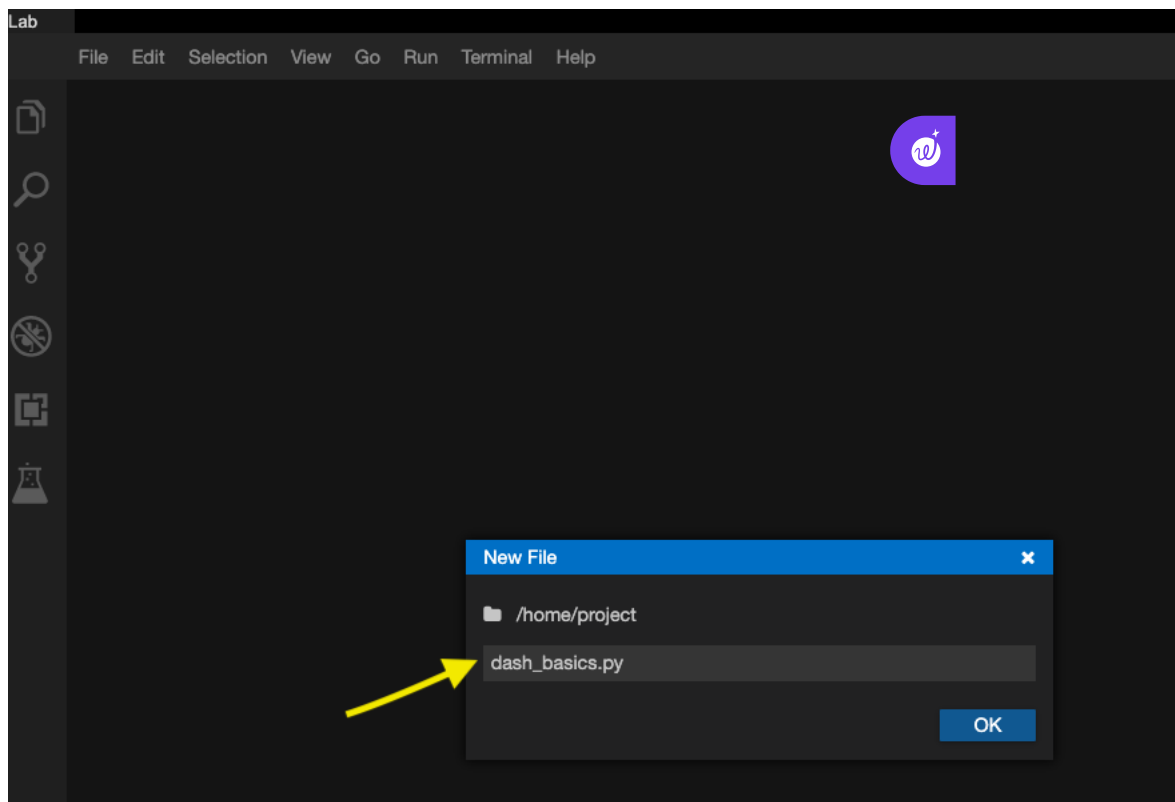 Lab
File Edit Selection View Go Run Terminal Help
New File
/home/project
dash_basics.py
OK